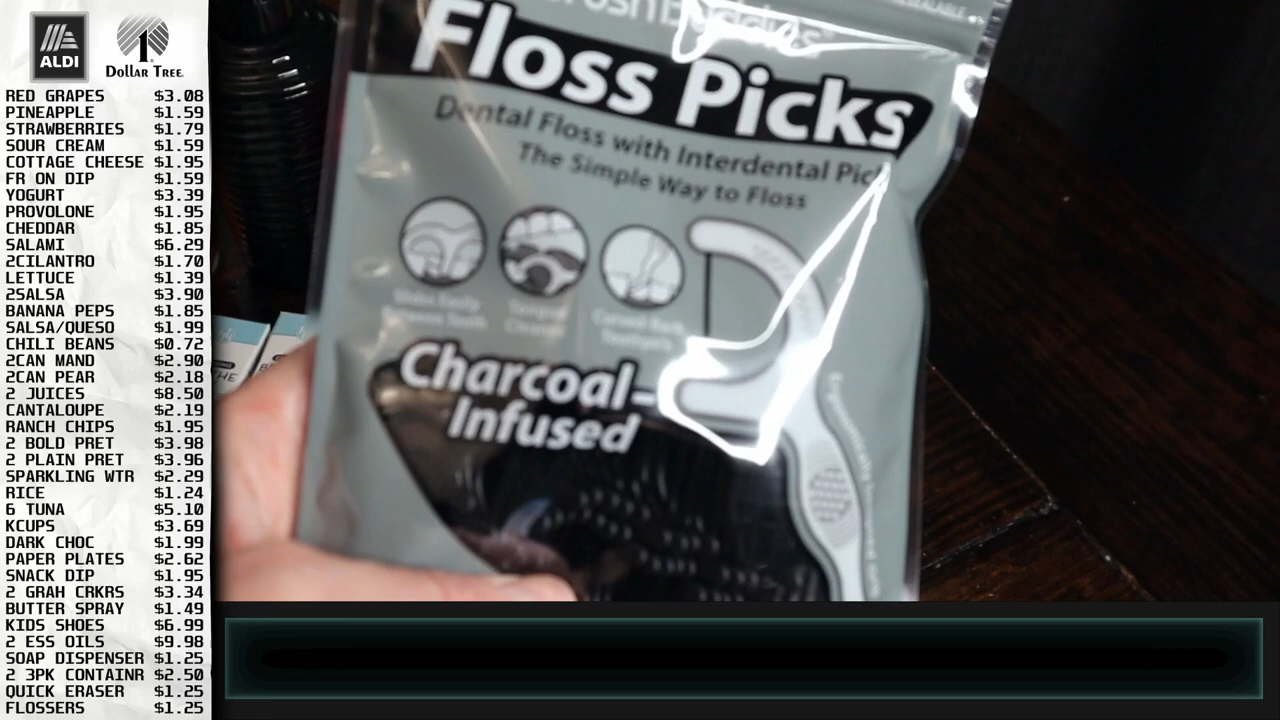 ALDI
DOLLAR TREE
RED GRAPES $3.08
PINEAPPLE $1.59
STRAWBERRIES $1.79
SOUR CREAM $1.59
COTTAGE CHEESE $1.95
FR ON DIP $1.59
YOGURT $3.39
PROVOLONE $1.95
CHEDDAR $1.85
SALAMI $6.29
2CILANTRO $1.70
LETTUCE $1.39
2SALSA $3.90
BANANA PEPS $1.85
SALSA/QUESO $1.99
CHILI BEANS $0.72
2CAN MAND $2.90
2CAN PEAR $2.18
2 JUICES $8.50
CANTALOUPE $2.19
RANCH CHIPS $1.95
2 BOLD PRET $3.98
2 PLAIN PRET $3.96
SPARKLING WTR $2.29
RICE $1.24
6 TUNA $5.10
KCUPS $3.69
DARK CHOC $1.99
PAPER PLATES $2.62
SNACK DIP $1.95
2 GRAH CRKRS $3.34
BUTTER SPRAY $1.49
KIDS SHOES $6.99
2 ESS OILS $9.98
SOAP DISPENSER $1.25
2 3PK CONTAINR $2.50
QUICK ERASER $1.25
FLOSSERS $1.25
Floss Picks
Dental Floss with Interdental Pick
The Simple Way to Floss
Charcoal-
Infused